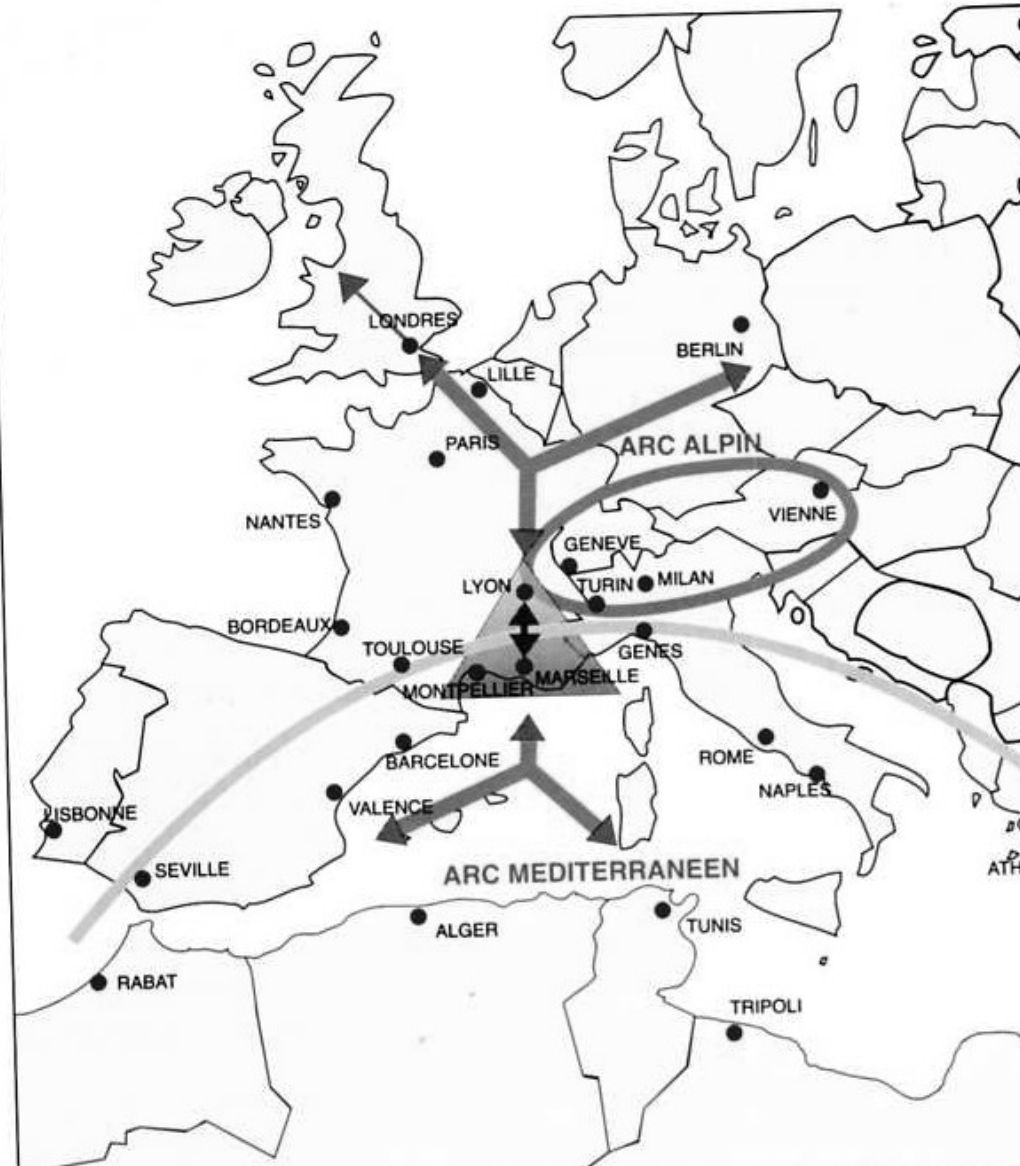 LONDRES
BERLIN
LILLE
PARIS
ARC ALPIN
VIENNE
NANTES
GENEVE
LYON
TURIN
MILAN
BORDEAUX
TOULOUSE
GENES
MONTPELLIER
MARSEILLE
BARCELONE
ROME
NAPLES
VALENCE
LISBONNE
SEVILLE
ARC MEDITERRANEEN
ATH
ALGER
TUNIS
RABAT
TRIPOLI